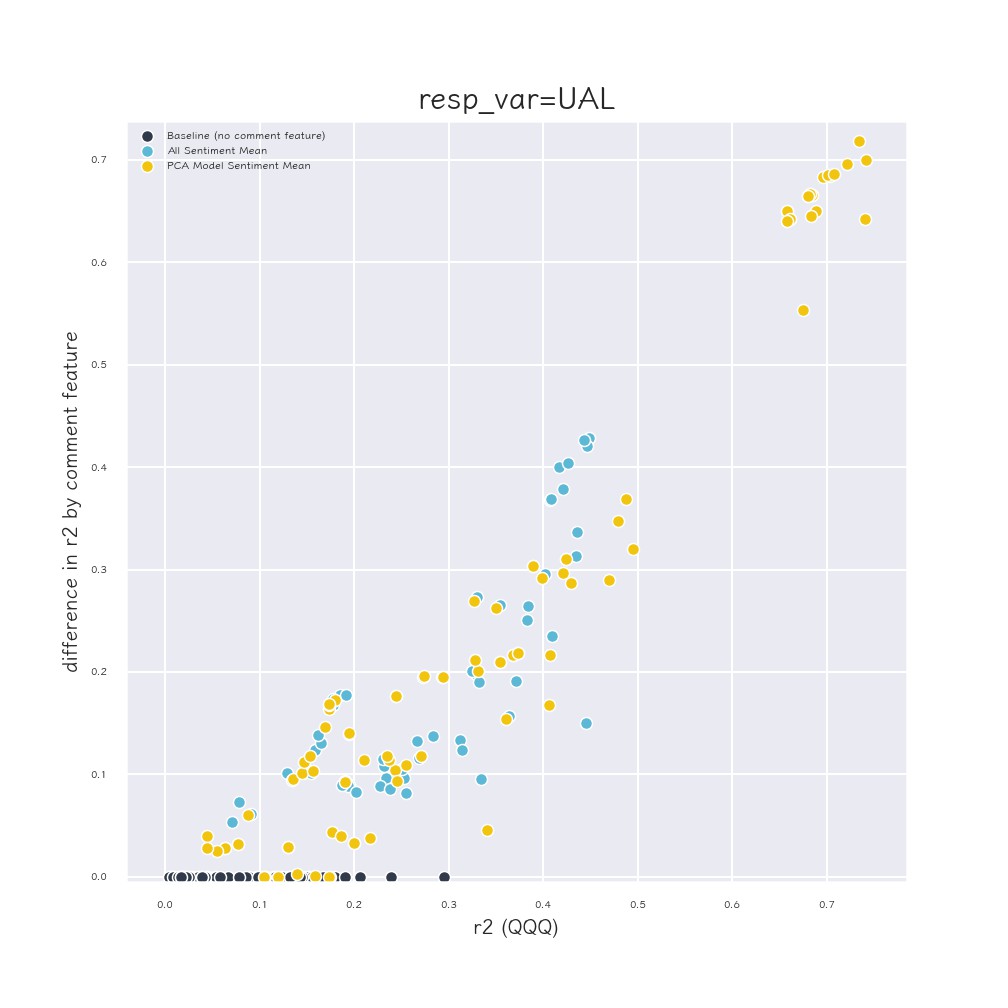 resp_var=UAL
Baseline (no comment feature)
All Sentiment Mean
PCA Model Sentiment Mean
difference in r2 by comment feature
0.7
0.6
0.5
0.4
0.3
0.2
0.1
0.0
0.0 0.1 0.2 0.3 0.4 0.5 0.6 0.7
r2 (QQQ)